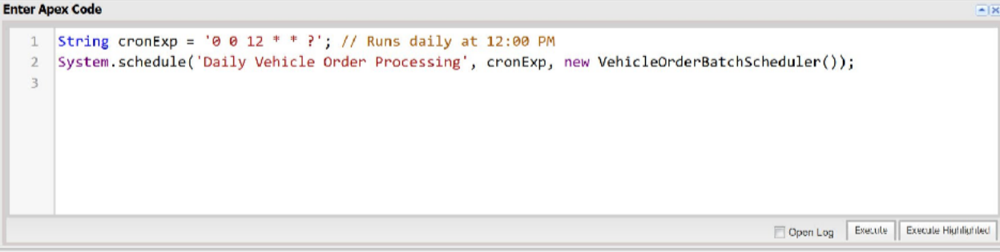 Enter Apex Code
1 String cronExp = '0 0 12 * * ?'; // Runs daily at 12:00 PM
2 System.schedule('Daily Vehicle Order Processing', cronExp, new VehicleOrderBatchScheduler());
3
Open Log Execute Execute Highlighted